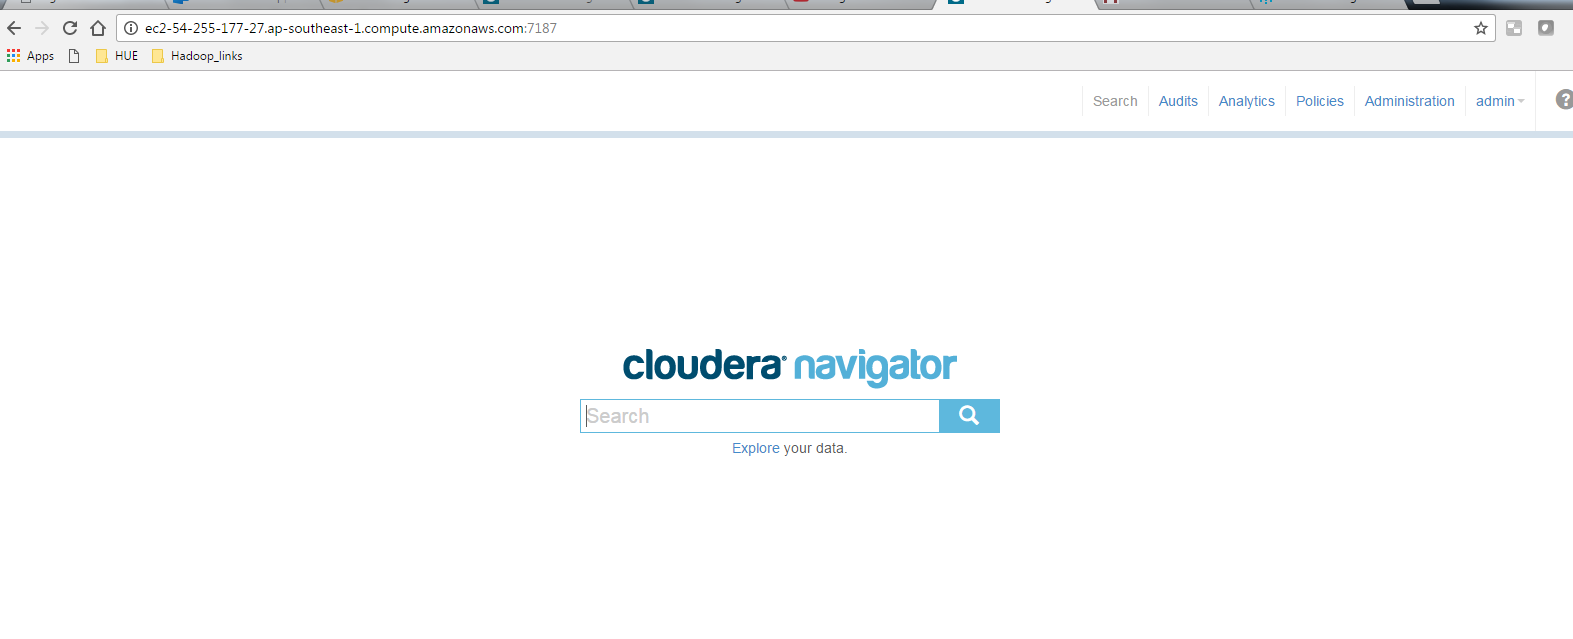 ec2-54-255-177-27.ap-southeast-1.compute.amazonaws.com:7187
Apps HUE Hadoop_links
Search Audits Analytics Policies Administration admin ?
cloudera® navigator
Search
Explore your data.